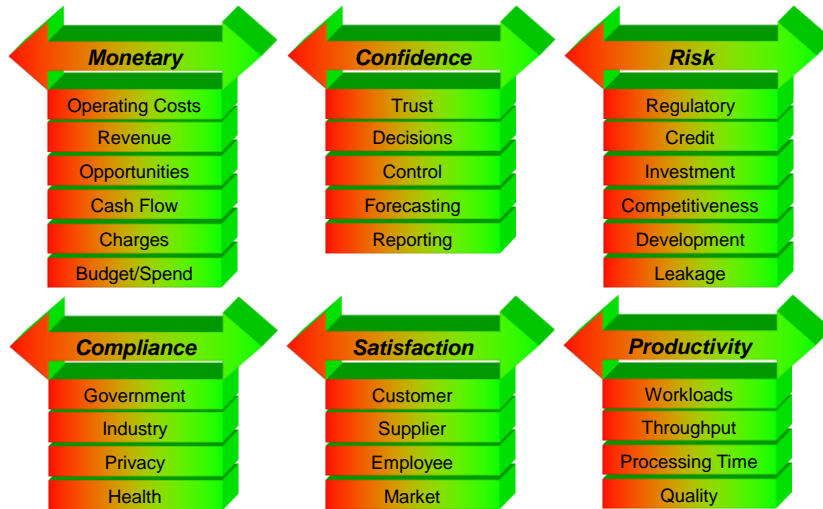 Monetary
Operating Costs
Revenue
Opportunities
Cash Flow
Charges
Budget/Spend
Confidence
Trust
Decisions
Control
Forecasting
Reporting
Risk
Regulatory
Credit
Investment
Competitiveness
Development
Leakage
Compliance
Government
Industry
Privacy
Health
Satisfaction
Customer
Supplier
Employee
Market
Productivity
Workloads
Throughput
Processing Time
Quality